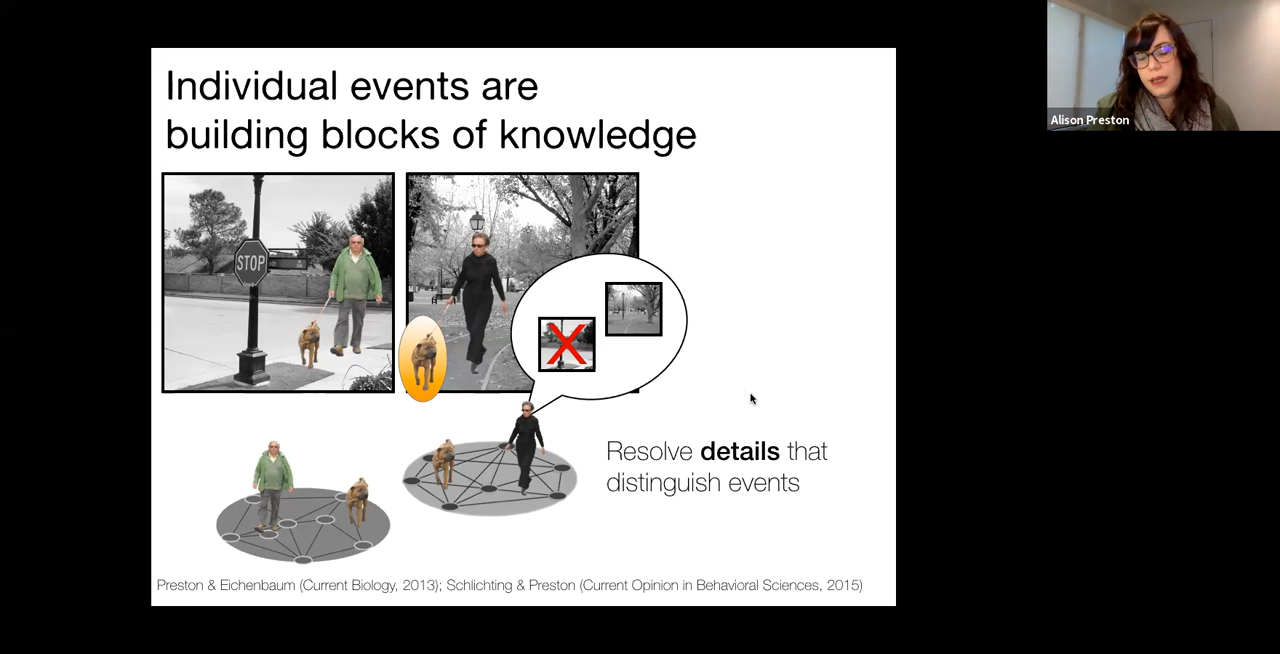 Individual events are
building blocks of knowledge
STOP
Resolve details that
distinguish events
Preston & Eichenbaum (Current Biology, 2013); Schlichting & Preston (Current Opinion in Behavioral Sciences, 2015)
Alison Preston